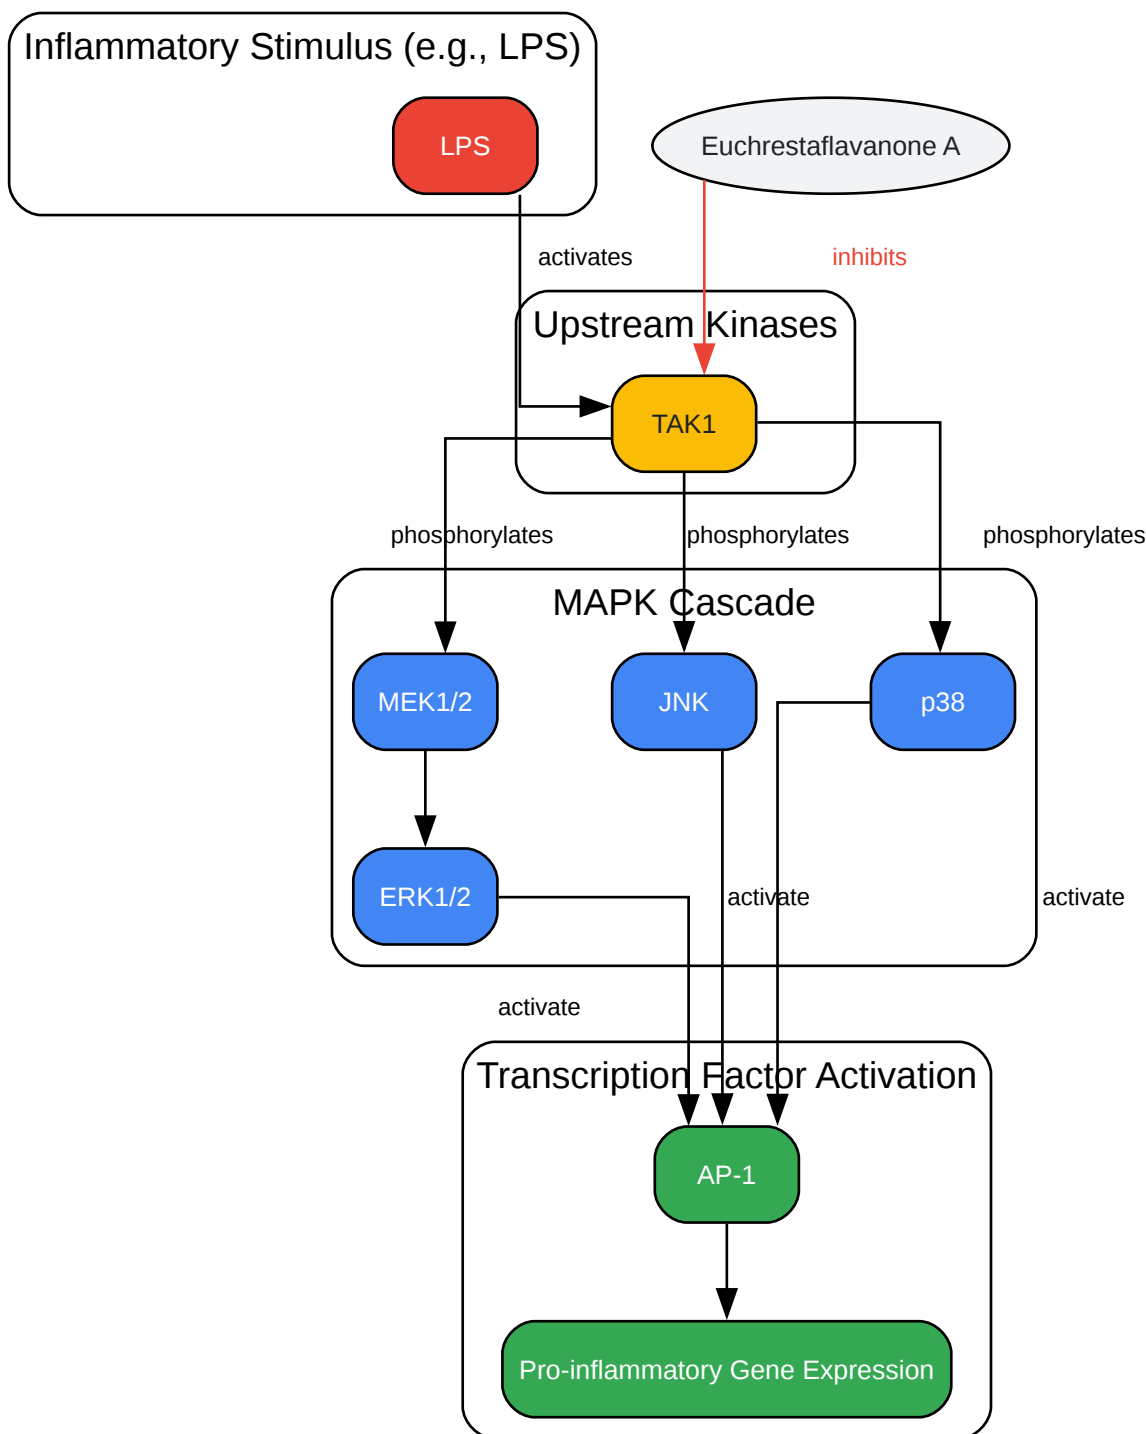 Inflammatory Stimulus (e.g., LPS)
LPS
Euchrestaflavanone A
activates
inhibits
Upstream Kinases
TAK1
phosphorylates
phosphorylates
phosphorylates
MAPK Cascade
MEK1/2
JNK
p38
ERK1/2
activate
activate
activate
Transcription Factor Activation
AP-1
Pro-inflammatory Gene Expression